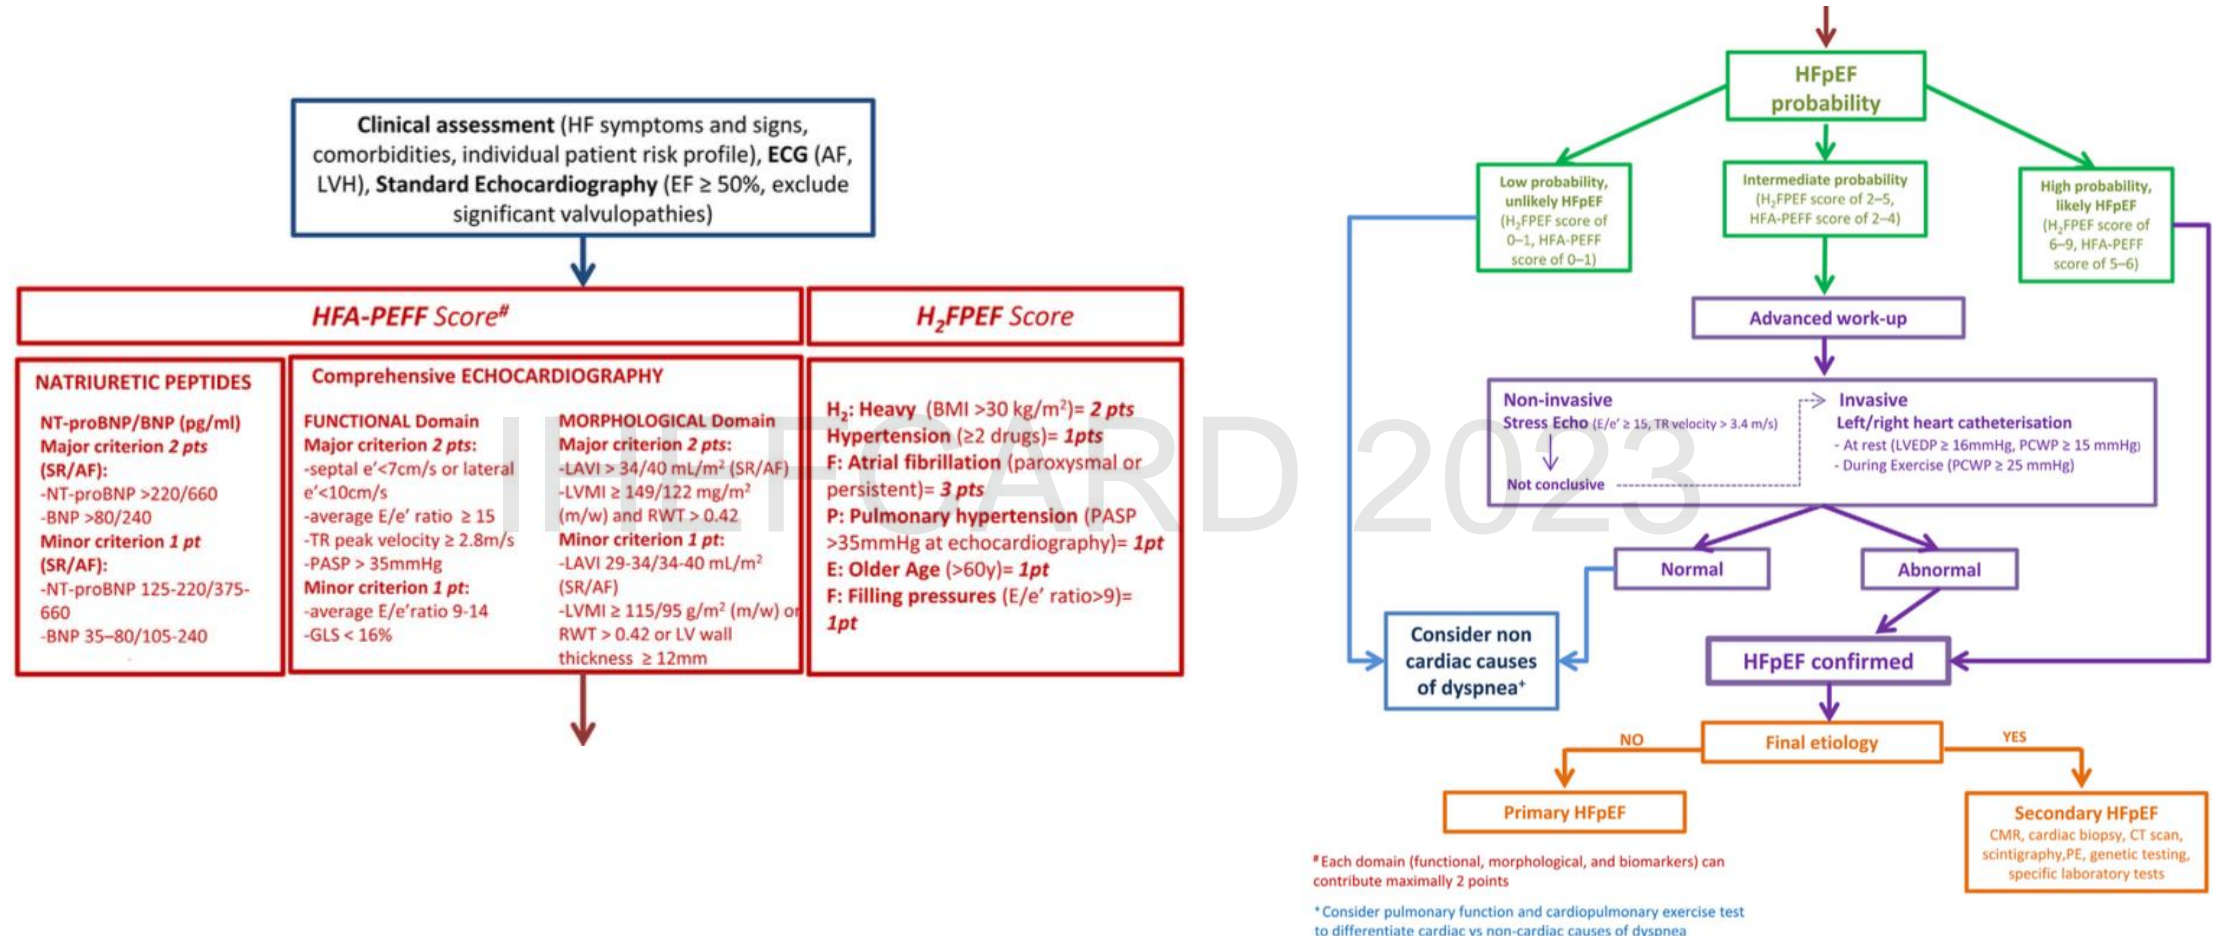 Clinical assessment (HF symptoms and signs,
comorbidities, individual patient risk profile), ECG (AF,
LVH), Standard Echocardiography (EF ≥ 50%, exclude
significant valvulopathies)
HFA-PEFF Score#
H₂FPEF Score
NATRIURETIC PEPTIDES
NT-proBNP/BNP (pg/ml)
Major criterion 2 pts
(SR/AF):
-NT-proBNP >220/660
-BNP >80/240
Minor criterion 1 pt
(SR/AF):
-NT-proBNP 125-220/375-
660
-BNP 35–80/105-240
Comprehensive ECHOCARDIOGRAPHY
FUNCTIONAL Domain
Major criterion 2 pts:
-septal e'<7cm/s or lateral
e'<10cm/s
-average E/e' ratio ≥ 15
-TR peak velocity ≥ 2.8m/s
-PASP > 35mmHg
Minor criterion 1 pt:
-average E/e'ratio 9-14
-GLS < 16%
MORPHOLOGICAL Domain
Major criterion 2 pts:
-LAVI > 34/40 mL/m² (SR/AF)
-LVMI ≥ 149/122 mg/m²
(m/w) and RWT > 0.42
Minor criterion 1 pt:
-LAVI 29-34/34-40 mL/m²
(SR/AF)
-LVMI ≥ 115/95 g/m² (m/w) or
RWT > 0.42 or LV wall
thickness ≥ 12mm
H₂: Heavy (BMI >30 kg/m²)= 2 pts
Hypertension (≥2 drugs)= 1pts
F: Atrial fibrillation (paroxysmal or
persistent)= 3 pts
P: Pulmonary hypertension (PASP
>35mmHg at echocardiography)= 1pt
E: Older Age (>60y)= 1pt
F: Filling pressures (E/e' ratio>9)=
1pt
HFpEF
probability
Low probability,
unlikely HFpEF
(H₂FPEF score of
0–1, HFA-PEFF
score of 0–1)
Intermediate probability
(H₂FPEF score of 2–5,
HFA-PEFF score of 2–4)
High probability,
likely HFpEF
(H₂FPEF score of
6–9, HFA-PEFF
score of 5–6)
Advanced work-up
Non-invasive
Stress Echo (E/e' ≥ 15, TR velocity > 3.4 m/s)
Not conclusive
Invasive
Left/right heart catheterisation
- At rest (LVEDP ≥ 16mmHg, PCWP ≥ 15 mmHg)
- During Exercise (PCWP ≥ 25 mmHg)
Normal
Abnormal
Consider non
cardiac causes
of dyspnea+
HFpEF confirmed
Final etiology
NO
YES
Primary HFpEF
Secondary HFpEF
CMR, cardiac biopsy, CT scan,
scintigraphy,PE, genetic testing,
specific laboratory tests
#Each domain (functional, morphological, and biomarkers) can
contribute maximally 2 points
+Consider pulmonary function and cardiopulmonary exercise test
to differentiate cardiac vs non-cardiac causes of dyspnea
IHEFCARD 2023